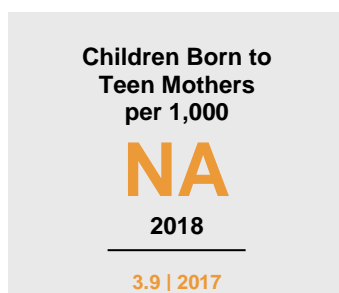 Children Born to
Teen Mothers
per 1,000
NA
2018
3.9 | 2017